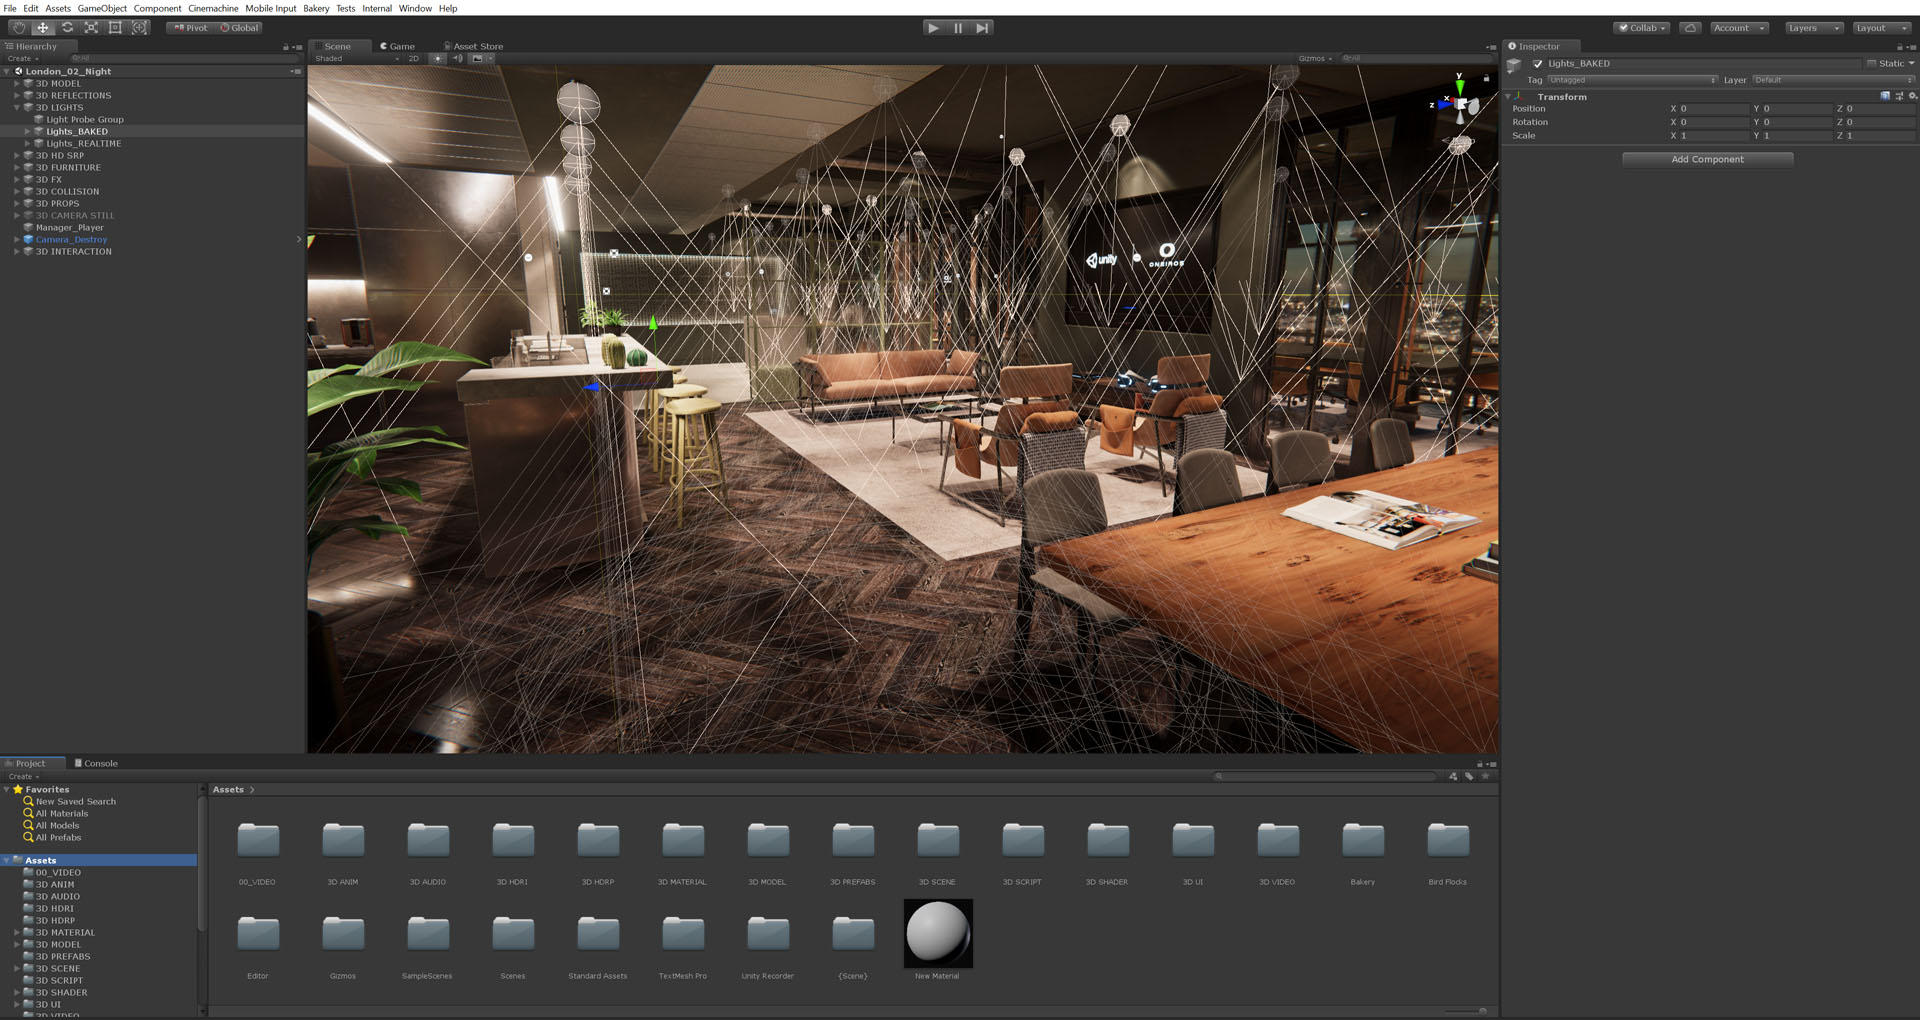 File Edit Assets GameObject Component Cinemachine Mobile Input Bakery Tests Internal Window Help
Pivot Global Collab Account Layers Layout
Hierarchy
Create
All
London_02_Night
3D MODEL
3D REFLECTIONS
3D LIGHTS
Light Probe Group
Lights_BAKED
Lights_REALTIME
3D HD SRP
3D FURNITURE
3D FX
3D COLLISION
3D PROPS
3D CAMERA STILL
Manager_Player
Camera_Destroy
3D INTERACTION
Scene Game Asset Store
Shaded 2D Gizmos All
y
x
z
unity
ONEIROS
Inspector
Lights_BAKED Static
Tag Untagged Layer Default
Transform
Position X 0 Y 0 Z 0
Rotation X 0 Y 0 Z 0
Scale X 1 Y 1 Z 1
Add Component
Project Console
Create
Favorites
New Saved Search
All Materials
All Models
All Prefabs
Assets
00_VIDEO
3D ANIM
3D AUDIO
3D HDRI
3D HDRP
3D MATERIAL
3D MODEL
3D PREFABS
3D SCENE
3D SCRIPT
3D SHADER
3D UI
3D VIDEO
Assets
00_VIDEO 3D ANIM 3D AUDIO 3D HDRI 3D HDRP 3D MATERIAL 3D MODEL 3D PREFABS 3D SCENE 3D SCRIPT 3D SHADER 3D UI 3D VIDEO Bakery Bird Flocks
Editor Gizmos SampleScenes Scenes Standard Assets TextMesh Pro Unity Recorder {Scene} New Material